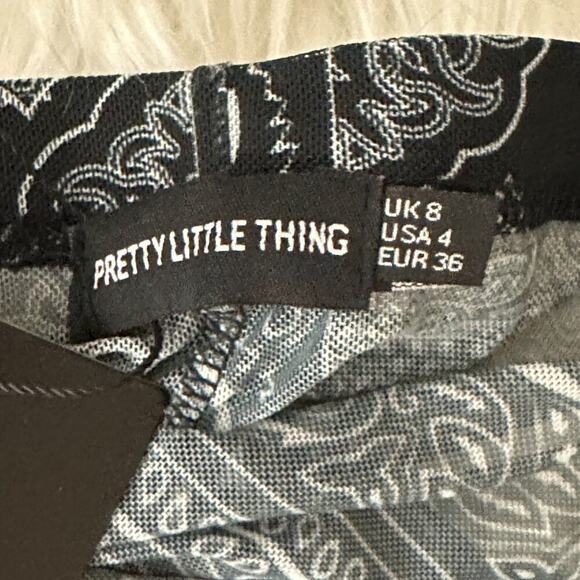 PRETTY LITTLE THING
UK 8
USA 4
EUR 36